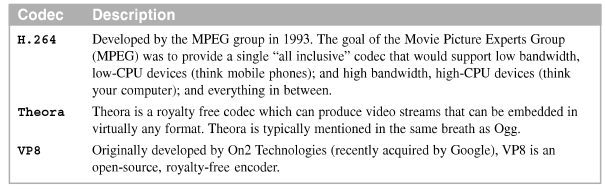 Codec Description
H.264 Developed by the MPEG group in 1993. The goal of the Movie Picture Experts Group
(MPEG) was to provide a single “all inclusive” codec that would support low bandwidth,
low-CPU devices (think mobile phones); and high bandwidth, high-CPU devices (think
your computer); and everything in between.
Theora Theora is a royalty free codec which can produce video streams that can be embedded in
virtually any format. Theora is typically mentioned in the same breath as Ogg.
VP8 Originally developed by On2 Technologies (recently acquired by Google), VP8 is an
open-source, royalty-free encoder.